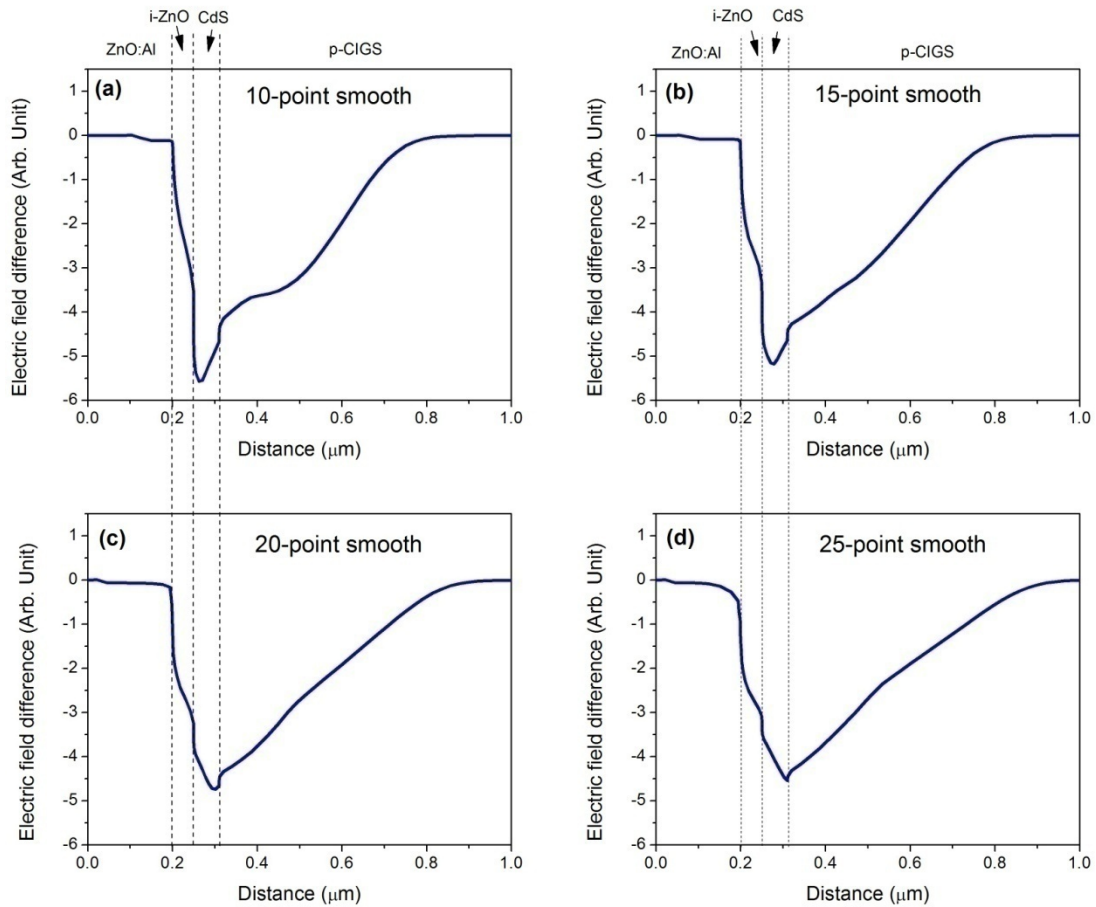 i-ZnO CdS
ZnO:Al p-CIGS
(a) 10-point smooth
Electric field difference (Arb. Unit)
1
0
-1
-2
-3
-4
-5
-6
0.0 0.2 0.4 0.6 0.8 1.0
Distance (μm)
i-ZnO CdS
ZnO:Al p-CIGS
(b) 15-point smooth
Electric field difference (Arb. Unit)
1
0
-1
-2
-3
-4
-5
-6
0.0 0.2 0.4 0.6 0.8 1.0
Distance (μm)
(c) 20-point smooth
Electric field difference (Arb. Unit)
1
0
-1
-2
-3
-4
-5
-6
0.0 0.2 0.4 0.6 0.8 1.0
Distance (μm)
(d) 25-point smooth
Electric field difference (Arb. Unit)
1
0
-1
-2
-3
-4
-5
-6
0.0 0.2 0.4 0.6 0.8 1.0
Distance (μm)